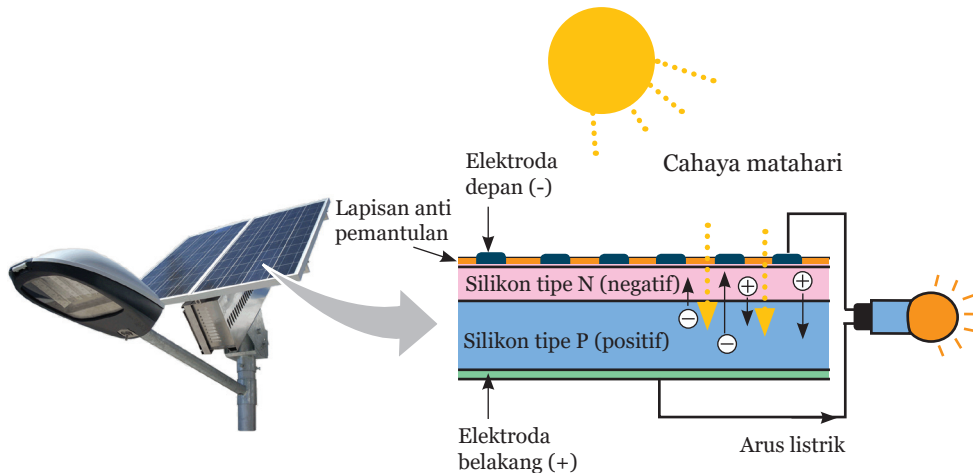 Cahaya matahari
Elektroda
depan (-)
Lapisan anti
pemantulan
Silikon tipe N (negatif)
Silikon tipe P (positif)
Elektroda
belakang (+)
Arus listrik